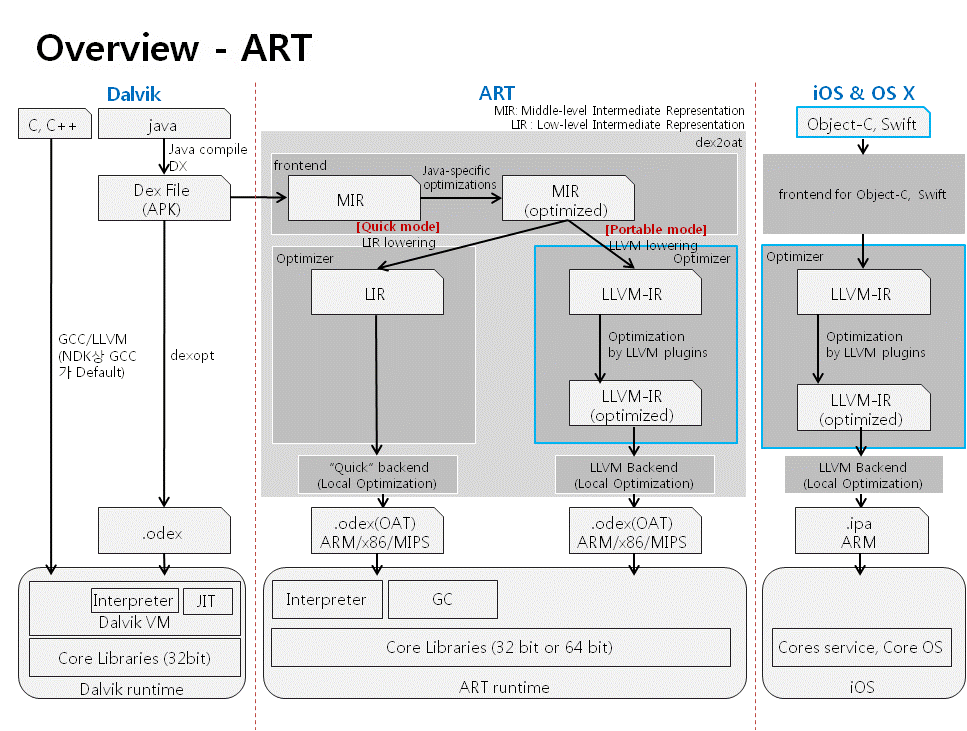 Overview - ART
Dalvik
C, C++
java
Java compile
DX
Dex File
(APK)
GCC/LLVM
(NDK상 GCC
가 Default)
dexopt
.odex
Interpreter
JIT
Dalvik VM
Core Libraries (32bit)
Dalvik runtime
ART
MIR: Middle-level Intermediate Representation
LIR : Low-level Intermediate Representation
dex2oat
frontend
MIR
Java-specific
optimizations
MIR
(optimized)
[Quick mode]
LIR lowering
[Portable mode]
LLVM lowering
Optimizer
LIR
Optimizer
LLVM-IR
Optimization
by LLVM plugins
LLVM-IR
(optimized)
"Quick" backend
(Local Optimization)
LLVM Backend
(Local Optimization)
.odex(OAT)
ARM/x86/MIPS
.odex(OAT)
ARM/x86/MIPS
Interpreter
GC
Core Libraries (32 bit or 64 bit)
ART runtime
iOS & OS X
Object-C, Swift
frontend for Object-C, Swift
Optimizer
LLVM-IR
Optimization
by LLVM plugins
LLVM-IR
(optimized)
LLVM Backend
(Local Optimization)
.ipa
ARM
Cores service, Core OS
iOS